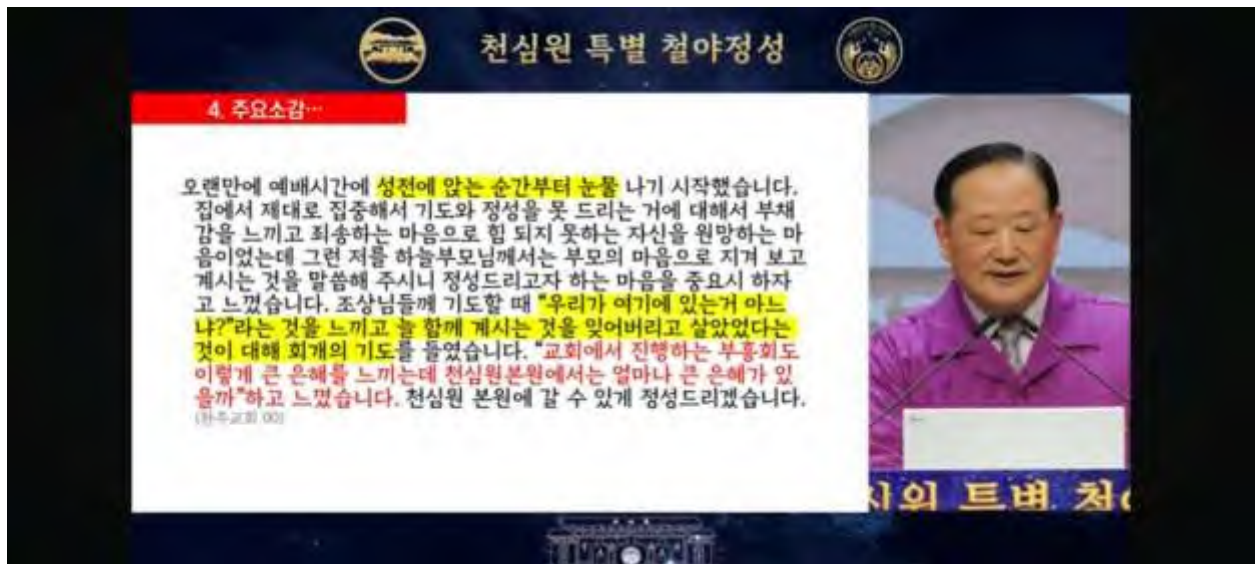 천심원 특별 철야정성
4. 주요소감…
오랜만에 예배시간에 성전에 앉는 순간부터 눈물 나기 시작했습니다.
집에서 제대로 집중해서 기도와 정성을 못 드리는 거에 대해서 부채
감을 느끼고 죄송하는 마음으로 힘 되지 못하는 자신을 원망하는 마
음이었는데 그런 저를 하늘부모님께서는 부모의 마음으로 지켜 보고
계시는 것을 말씀해 주시니 정성드리고자 하는 마음을 중요시 하자
고 느꼈습니다. 조상님들께 기도할 때 "우리가 여기에 있는거 아느
냐?"라는 것을 느끼고 늘 함께 계시는 것을 잊어버리고 살았었다는
것이 대해 회개의 기도를 들였습니다. "교회에서 진행하는 부흥회도
이렇게 큰 은혜를 느끼는데 천심원본원에서는 얼마나 큰 은혜가 있
을까"하고 느꼈습니다. 천심원 본원에 갈 수 있게 정성드리겠습니다.
특별